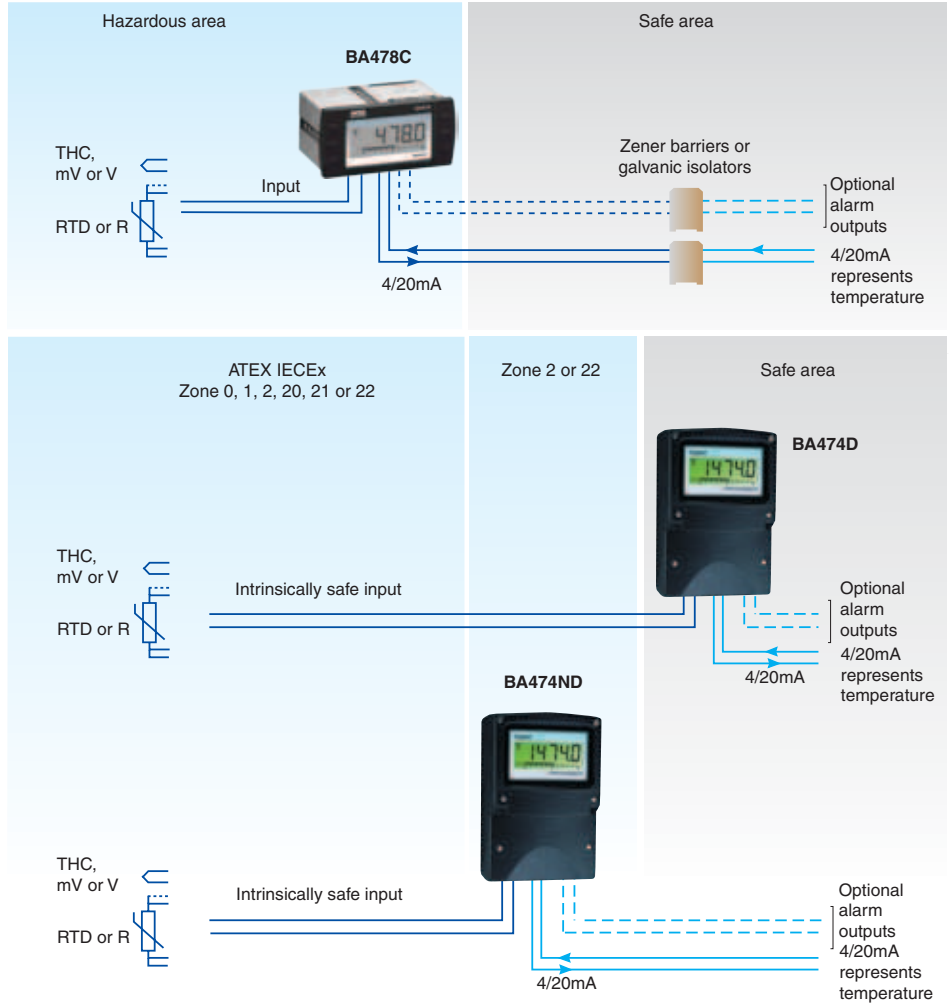 Hazardous area
Safe area
BA478C
478.0
Zener barriers or
galvanic isolators
THC,
mV or V
Input
RTD or R
Optional
alarm
outputs
4/20mA
represents
temperature
4/20mA
ATEX IECEx
Zone 0, 1, 2, 20, 21 or 22
Zone 2 or 22
Safe area
BA474D
1474.0
THC,
mV or V
Intrinsically safe input
RTD or R
Optional
alarm
outputs
4/20mA
represents
temperature
4/20mA
BA474ND
1474.0
THC,
mV or V
Intrinsically safe input
RTD or R
Optional
alarm
outputs
4/20mA
represents
temperature
4/20mA